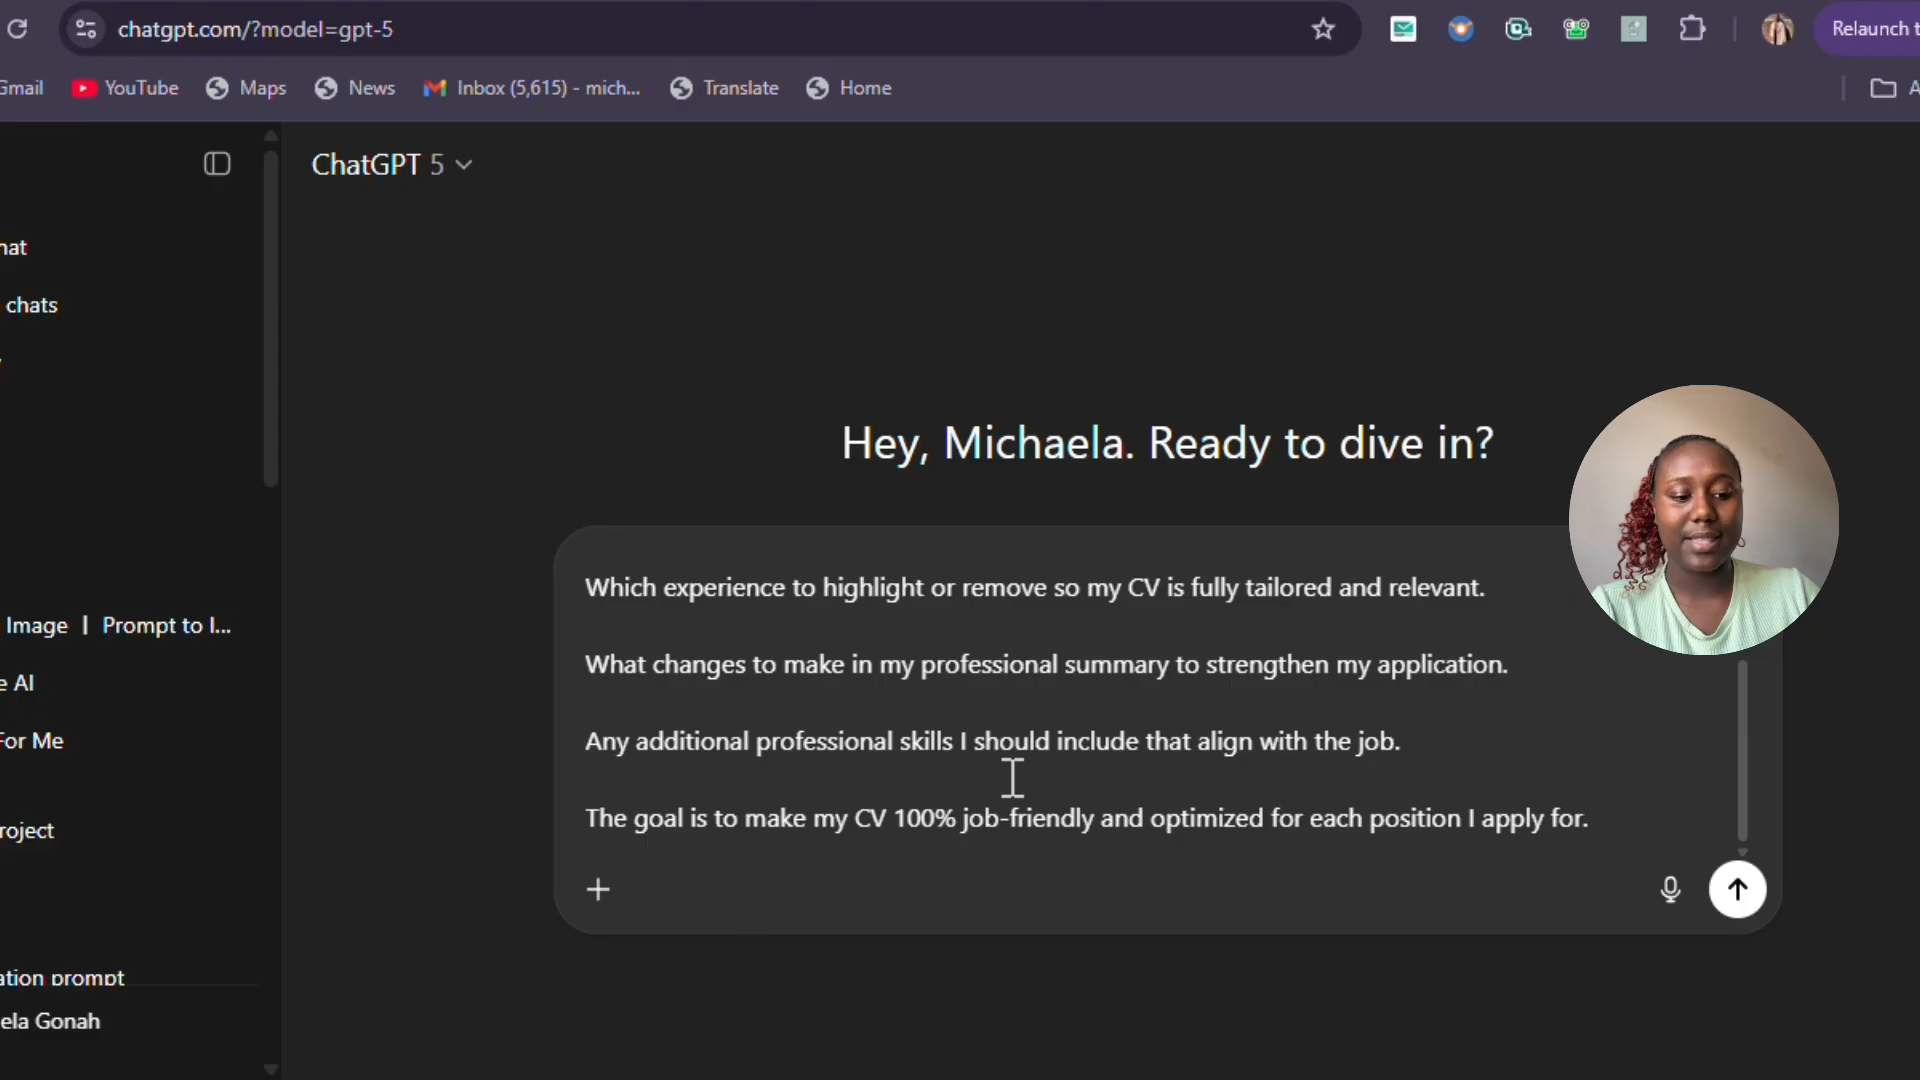 chatgpt.com/?model=gpt-5
Relaunch t
Gmail
YouTube
Maps
News
Inbox (5,615) - mich...
Translate
Home
A
ChatGPT 5
hat
chats
Hey, Michaela. Ready to dive in?
Which experience to highlight or remove so my CV is fully tailored and relevant.
Image | Prompt to I...
What changes to make in my professional summary to strengthen my application.
e AI
For Me
Any additional professional skills I should include that align with the job.
The goal is to make my CV 100% job-friendly and optimized for each position I apply for.
roject
ation prompt
ela Gonah